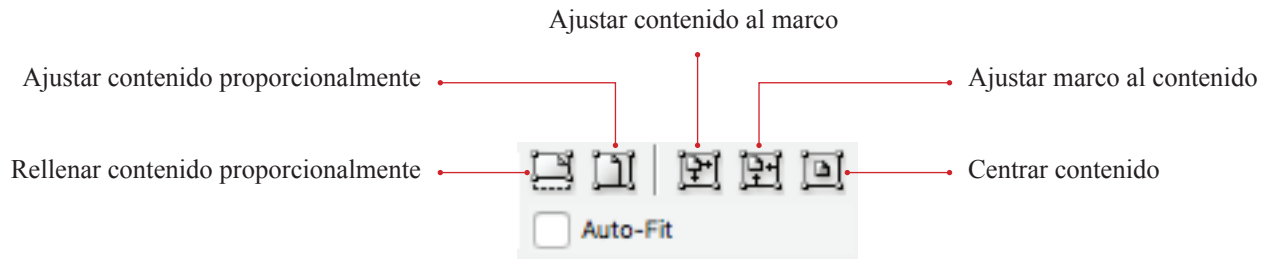 Ajustar contenido al marco
Ajustar contenido proporcionalmente
Ajustar marco al contenido
Rellenar contenido proporcionalmente
Centrar contenido
Auto-Fit